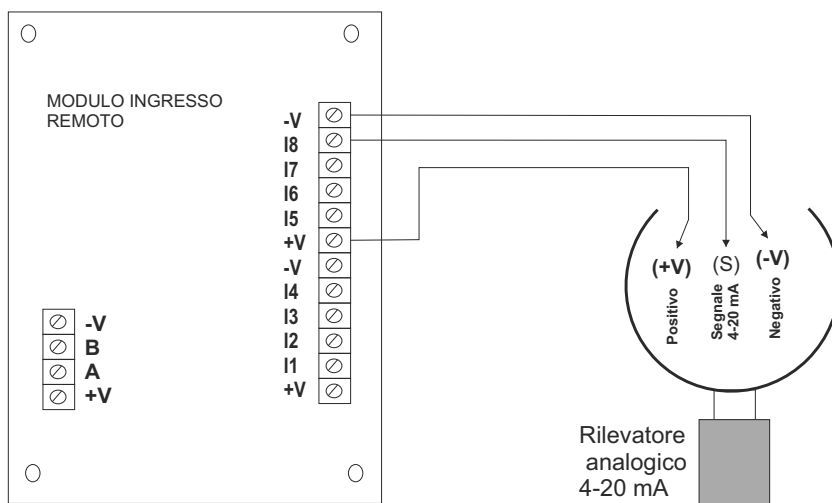 MODULO INGRESSO
REMOTO
-V
I8
I7
I6
I5
+V
-V
I4
I3
I2
I1
+V
-V
B
A
+V
(+V)
(S)
(-V)
Positivo
Segnale
4-20 mA
Negativo
Rilevatore
analogico
4-20 mA